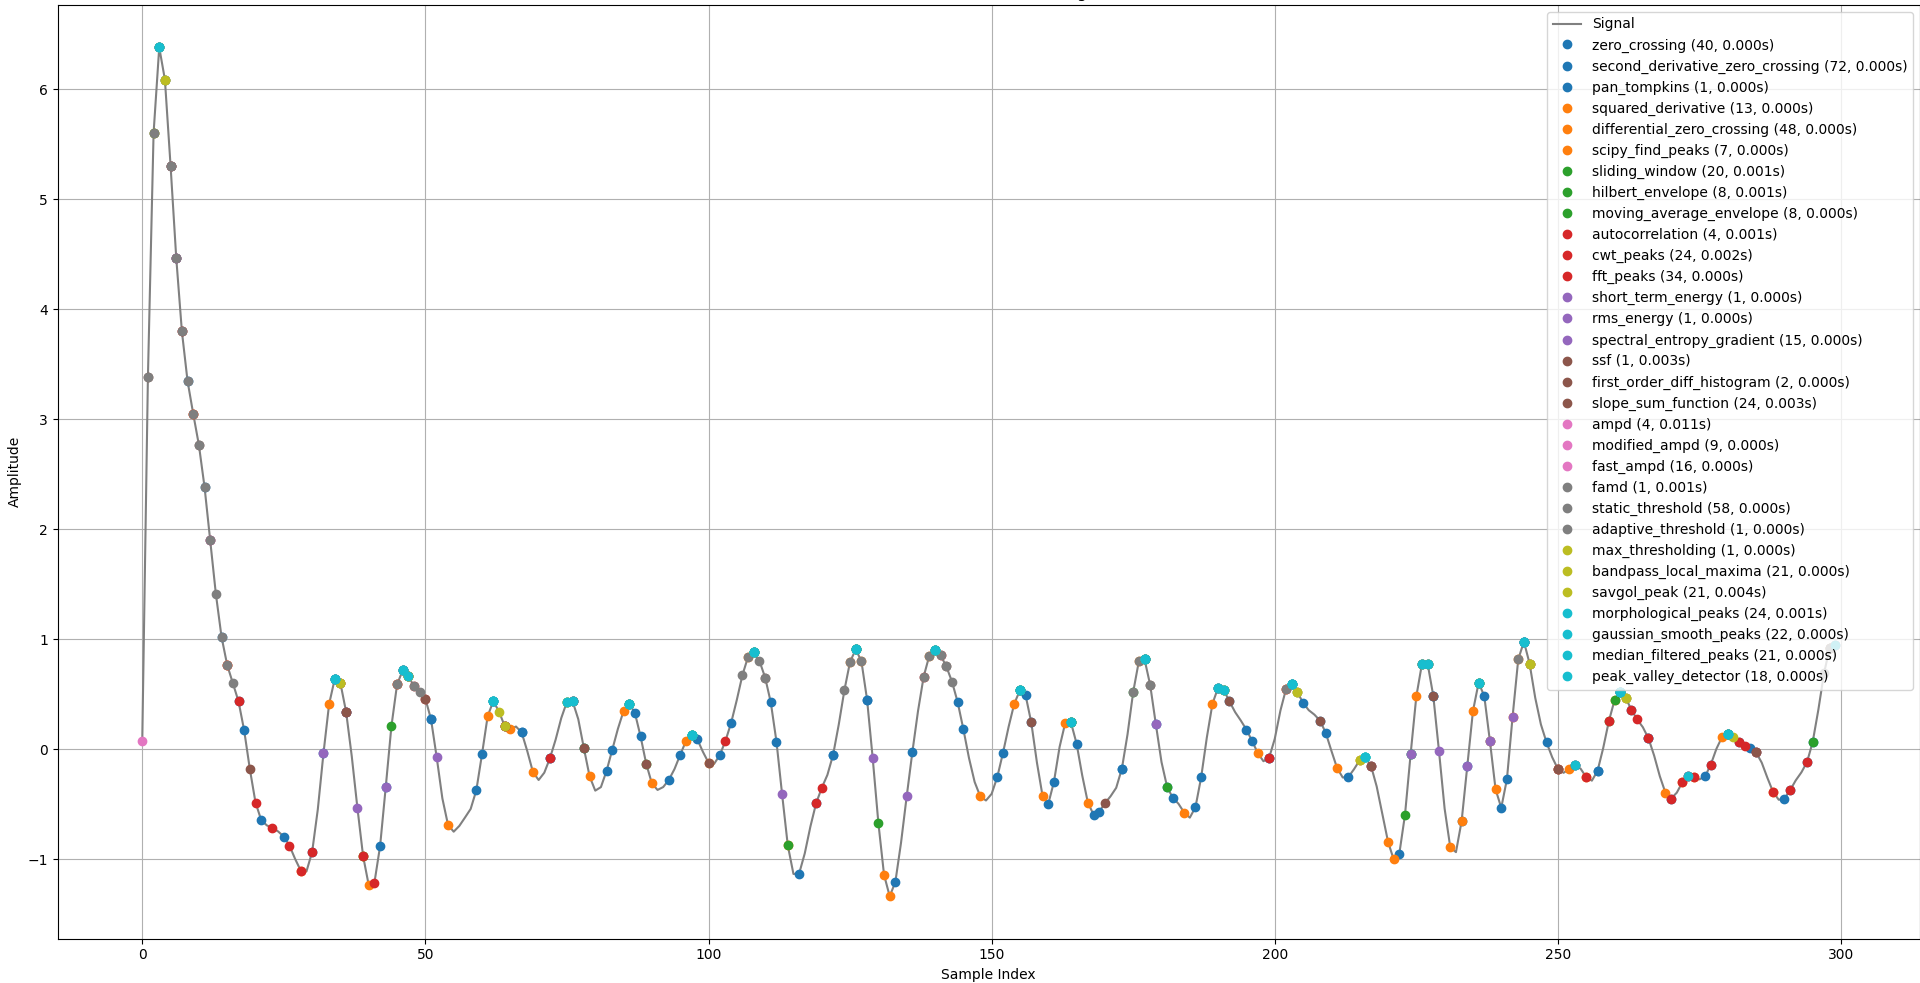 Signal
zero_crossing (40, 0.000s)
second_derivative_zero_crossing (72, 0.000s)
pan_tompkins (1, 0.000s)
squared_derivative (13, 0.000s)
differential_zero_crossing (48, 0.000s)
scipy_find_peaks (7, 0.000s)
sliding_window (20, 0.001s)
hilbert_envelope (8, 0.001s)
moving_average_envelope (8, 0.000s)
autocorrelation (4, 0.001s)
cwt_peaks (24, 0.002s)
fft_peaks (34, 0.000s)
short_term_energy (1, 0.000s)
rms_energy (1, 0.000s)
spectral_entropy_gradient (15, 0.000s)
ssf (1, 0.003s)
first_order_diff_histogram (2, 0.000s)
slope_sum_function (24, 0.003s)
ampd (4, 0.011s)
modified_ampd (9, 0.000s)
fast_ampd (16, 0.000s)
famd (1, 0.001s)
static_threshold (58, 0.000s)
adaptive_threshold (1, 0.000s)
max_thresholding (1, 0.000s)
bandpass_local_maxima (21, 0.000s)
savgol_peak (21, 0.004s)
morphological_peaks (24, 0.001s)
gaussian_smooth_peaks (22, 0.000s)
median_filtered_peaks (21, 0.000s)
peak_valley_detector (18, 0.000s)
Amplitude
6
5
4
3
2
1
0
−1
0 50 100 150 200 250 300
Sample Index